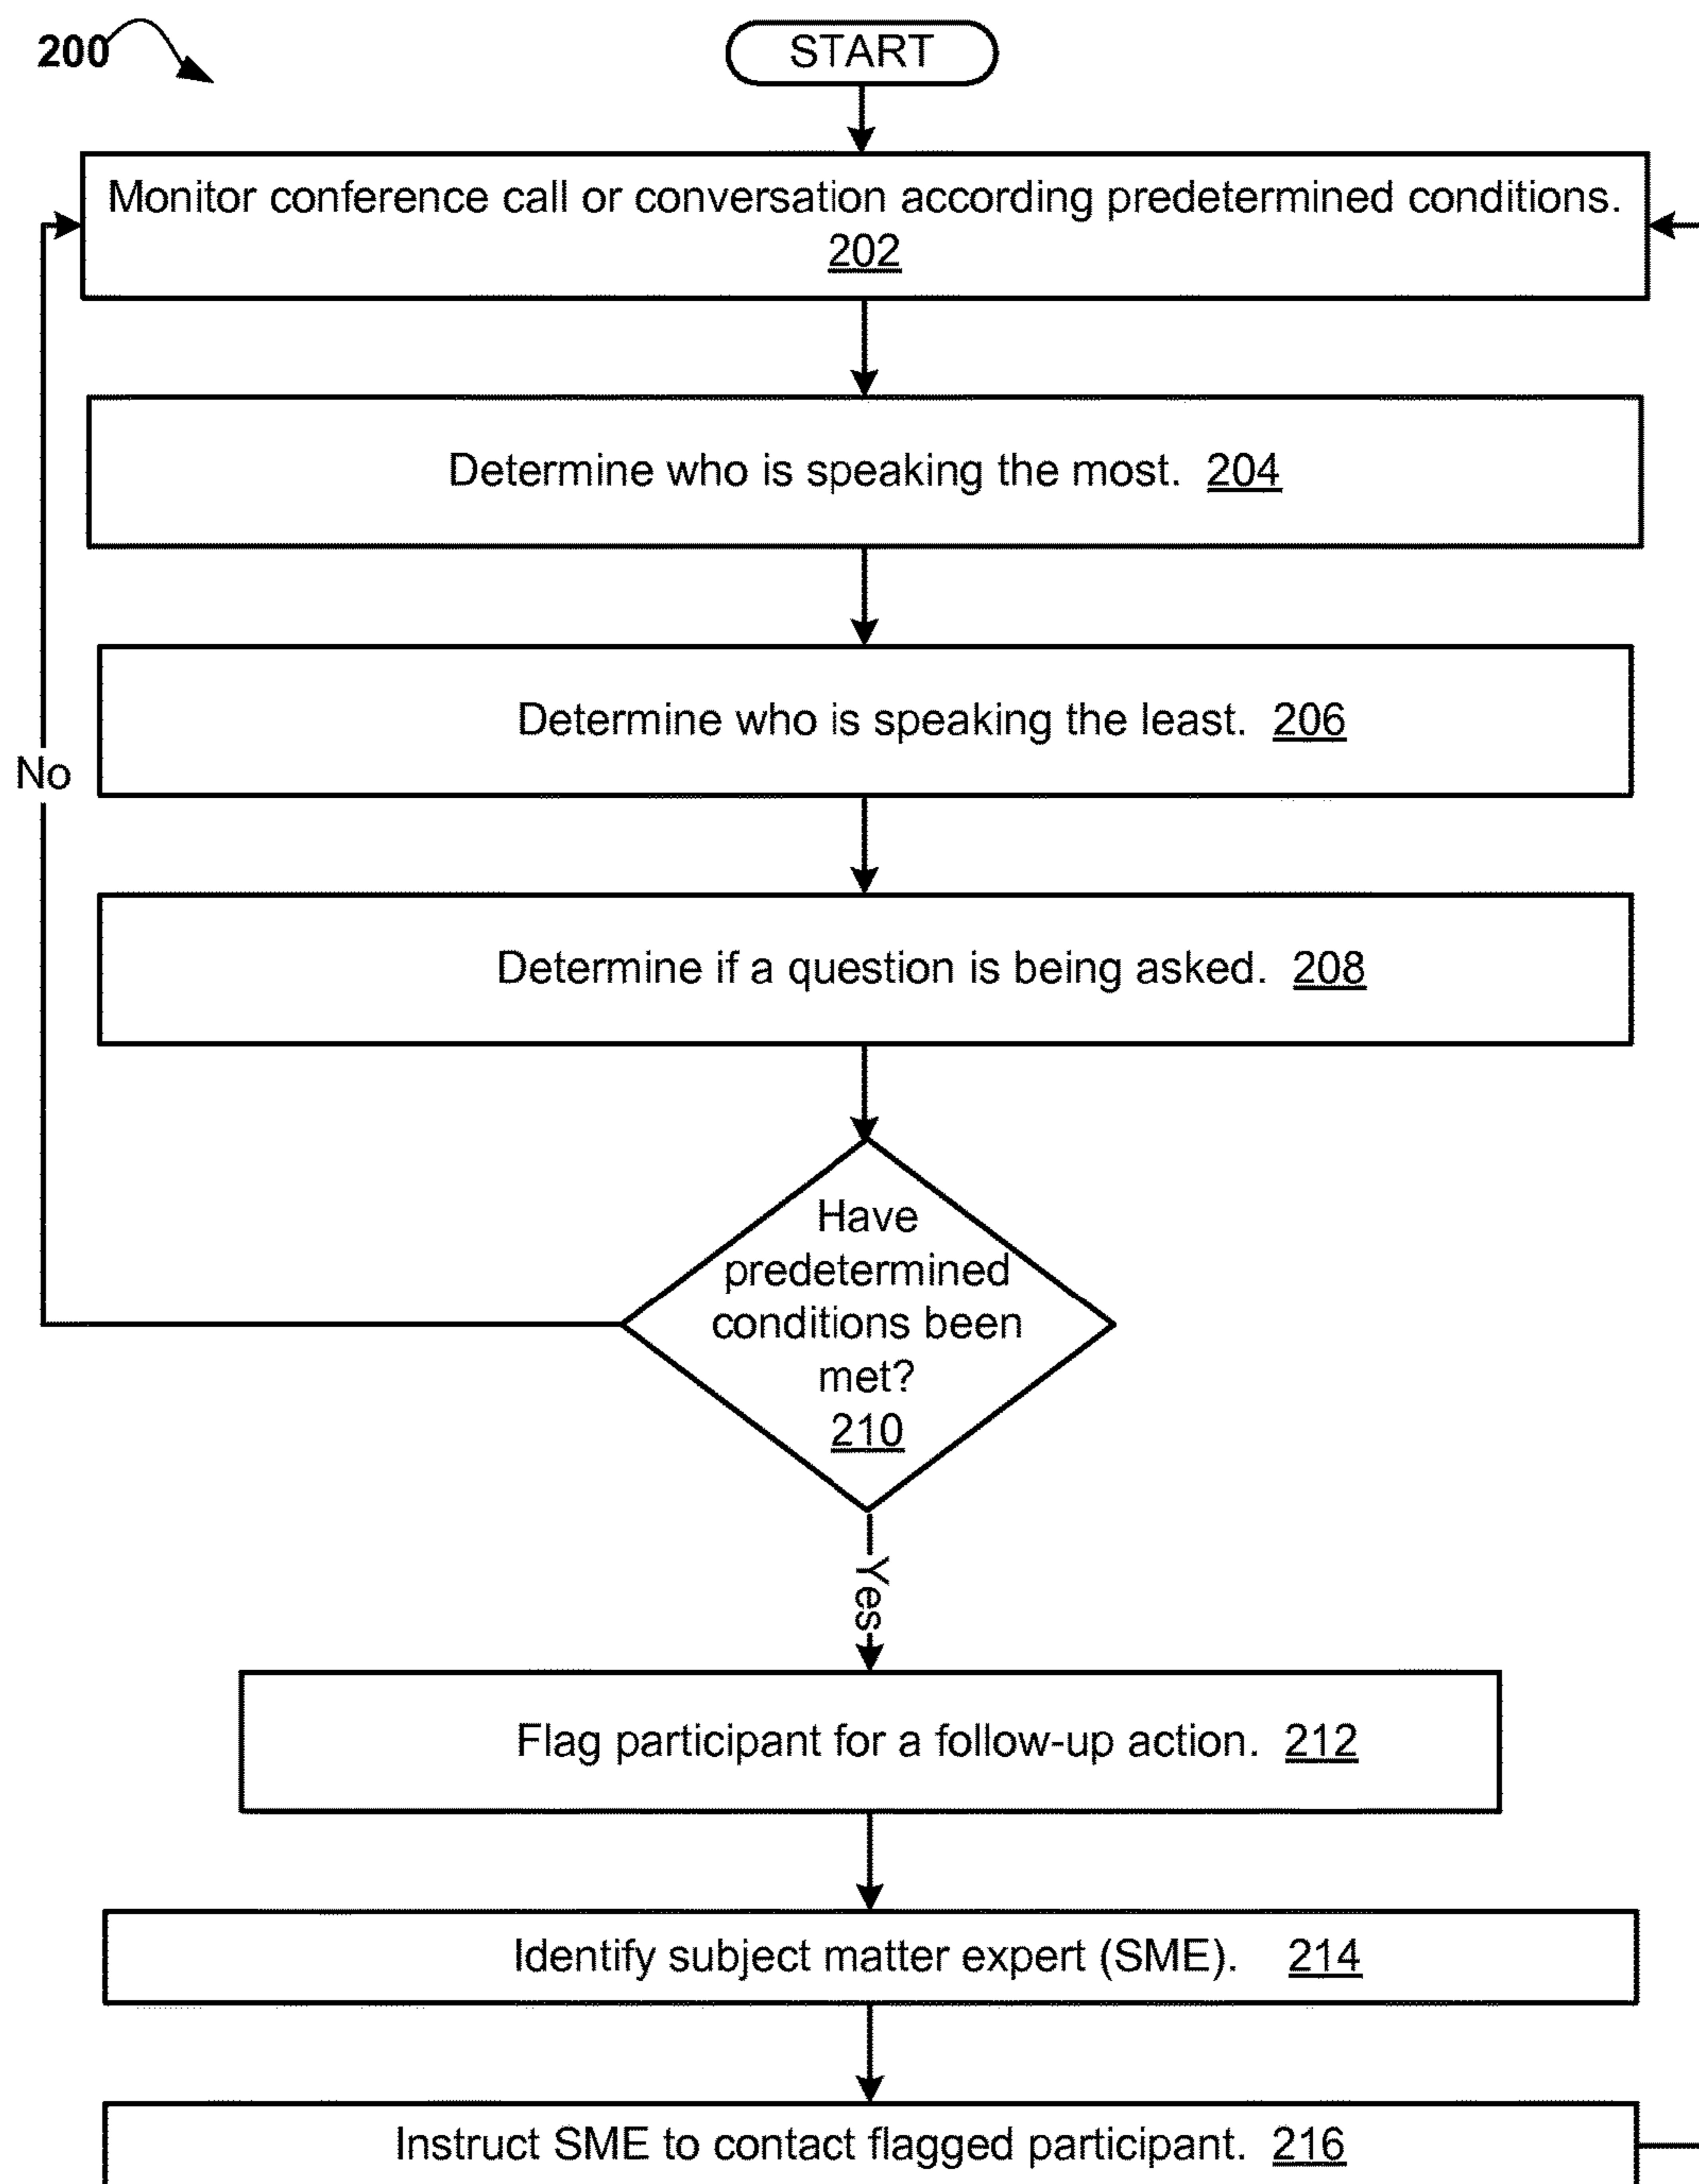 200
START
Monitor conference call or conversation according predetermined conditions.
202
Determine who is speaking the most. 204
Determine who is speaking the least. 206
No
Determine if a question is being asked. 208
Have
predetermined
conditions been
met?
210
Yes
Flag participant for a follow-up action. 212
Identify subject matter expert (SME). 214
Instruct SME to contact flagged participant. 216